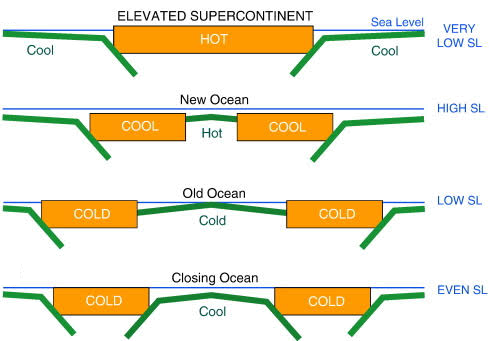 ELEVATED SUPERCONTINENT
Sea Level
VERY
LOW SL
HOT
Cool
Cool
New Ocean
HIGH SL
COOL
COOL
Hot
Old Ocean
LOW SL
COLD
COLD
Cold
Closing Ocean
EVEN SL
COLD
COLD
Cool